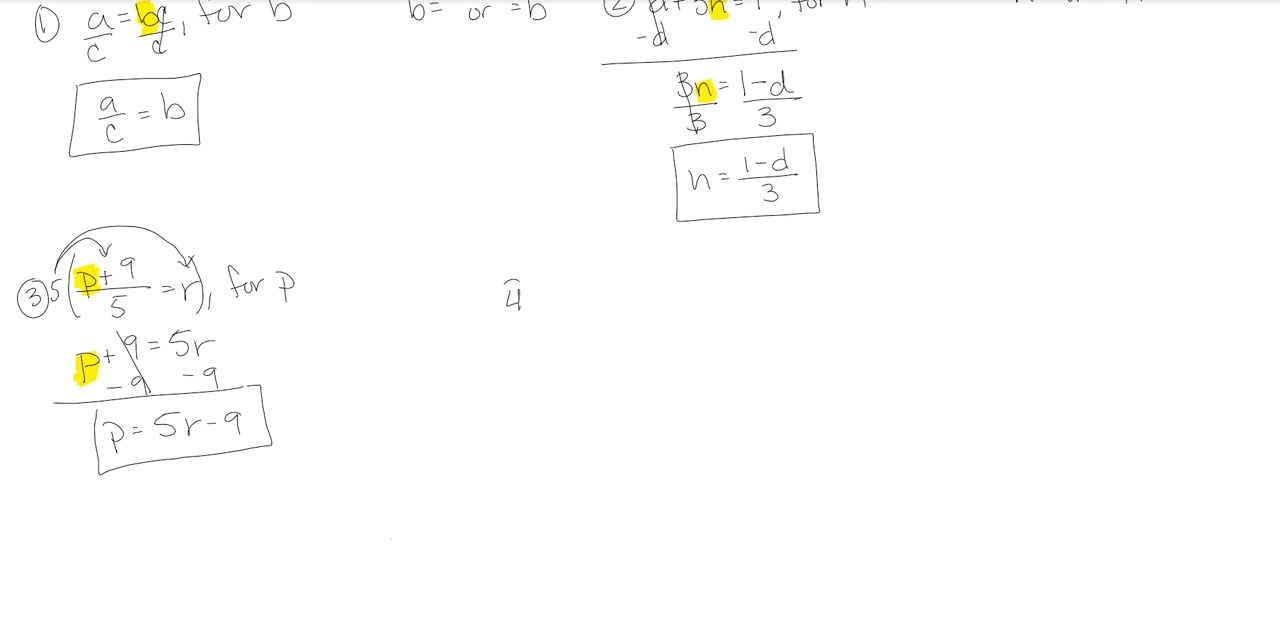 ① a/c = bc/c, for b
b= or =b
a/c = b
② d + 3n = 1, for n
-d -d
3n/3 = 1-d/3
n = 1-d/3
③ 5(p+9/5 = r), for p
p + 9 = 5r
-9 -9
p = 5r - 9
4